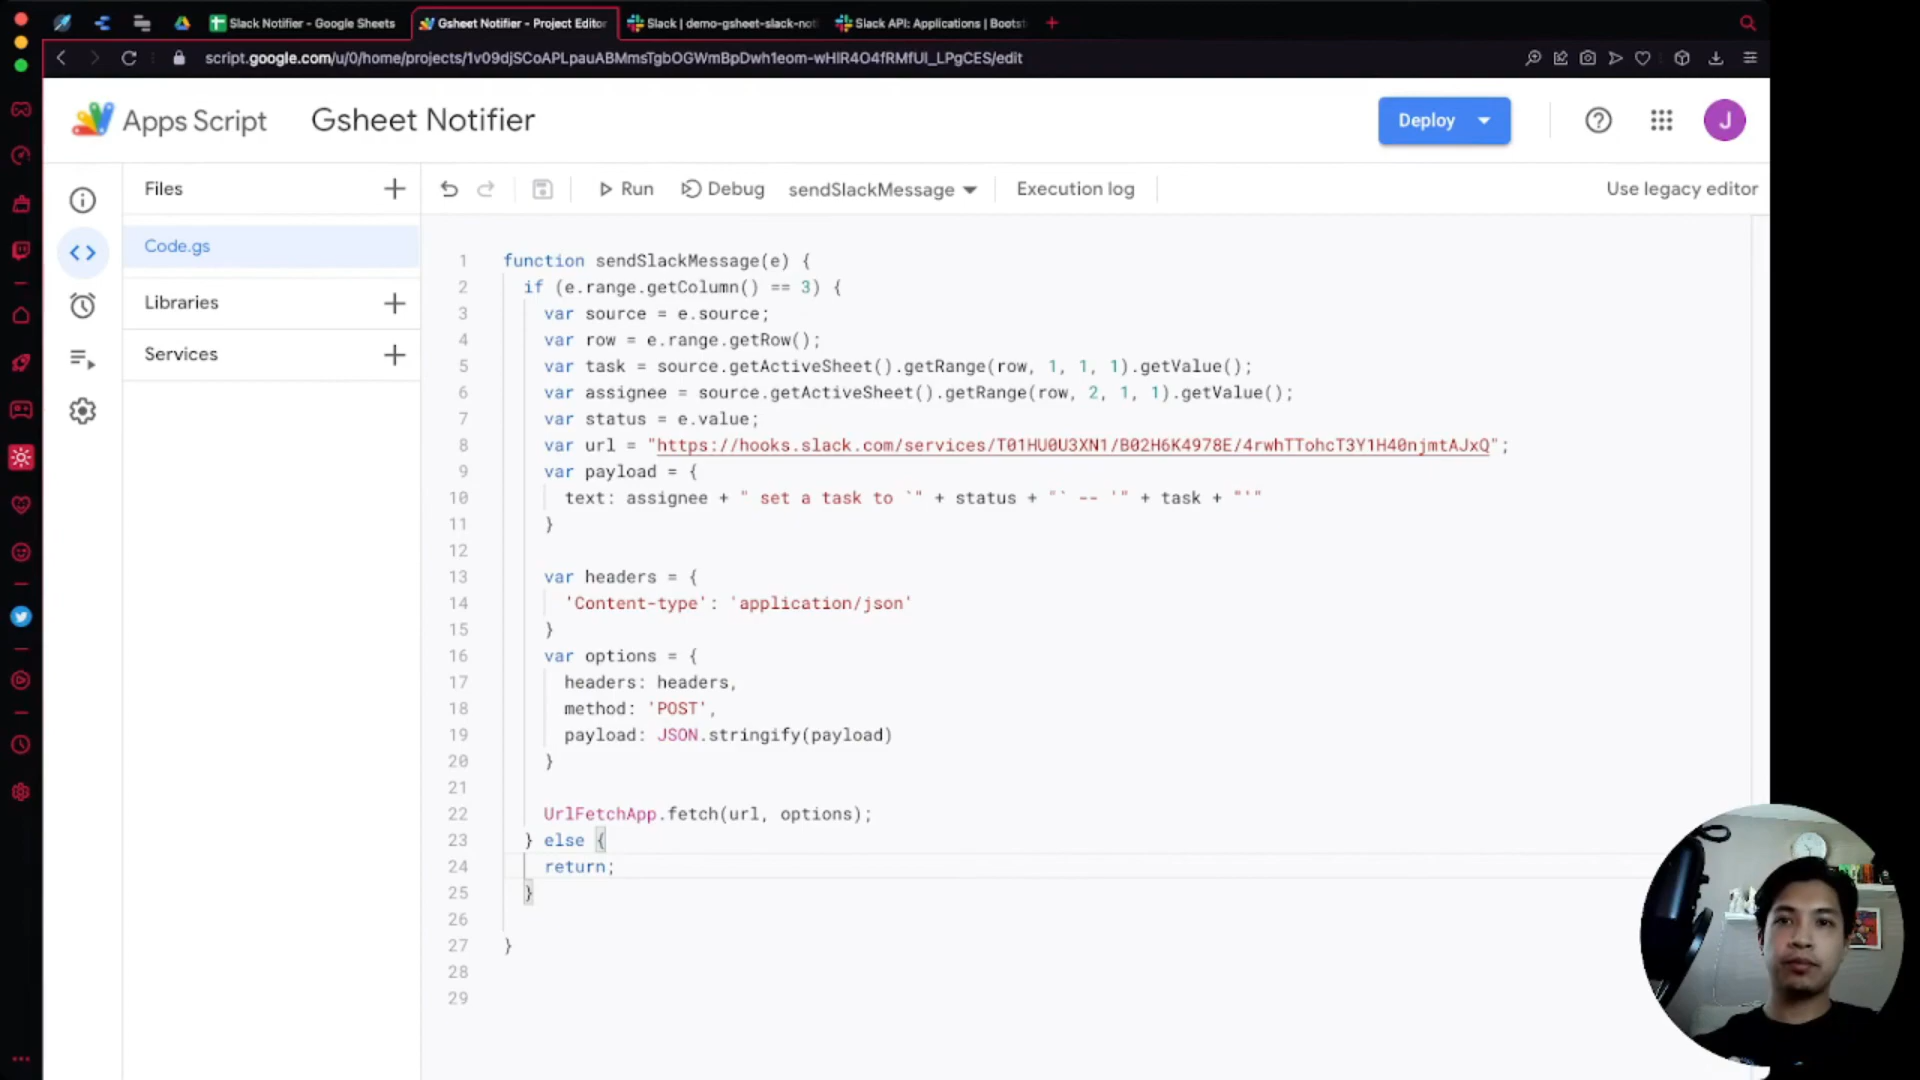 Slack Notifier - Google Sheets
Gsheet Notifier - Project Editor
Slack | demo-gsheet-slack-not
Slack API: Applications | Bootst
script.google.com/u/0/home/projects/1v09djSCoAPLpauABMmsTgbOGWmBpDwh1eom-wHIR4O4fRMfUl_LPgCES/edit
Apps Script
Gsheet Notifier
Deploy
J
Files
Run
Debug
sendSlackMessage
Execution log
Use legacy editor
Code.gs
Libraries
Services
1 function sendSlackMessage(e) {
2 if (e.range.getColumn() == 3) {
3 var source = e.source;
4 var row = e.range.getRow();
5 var task = source.getActiveSheet().getRange(row, 1, 1, 1).getValue();
6 var assignee = source.getActiveSheet().getRange(row, 2, 1, 1).getValue();
7 var status = e.value;
8 var url = "https://hooks.slack.com/services/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";
9 var payload = {
10 text: assignee + " set a task to `" + status + "` -- '" + task + "'"
11 }
12
13 var headers = {
14 'Content-type': 'application/json'
15 }
16 var options = {
17 headers: headers,
18 method: 'POST',
19 payload: JSON.stringify(payload)
20 }
21
22 UrlFetchApp.fetch(url, options);
23 } else {
24 return;
25 }
26
27 }
28
29